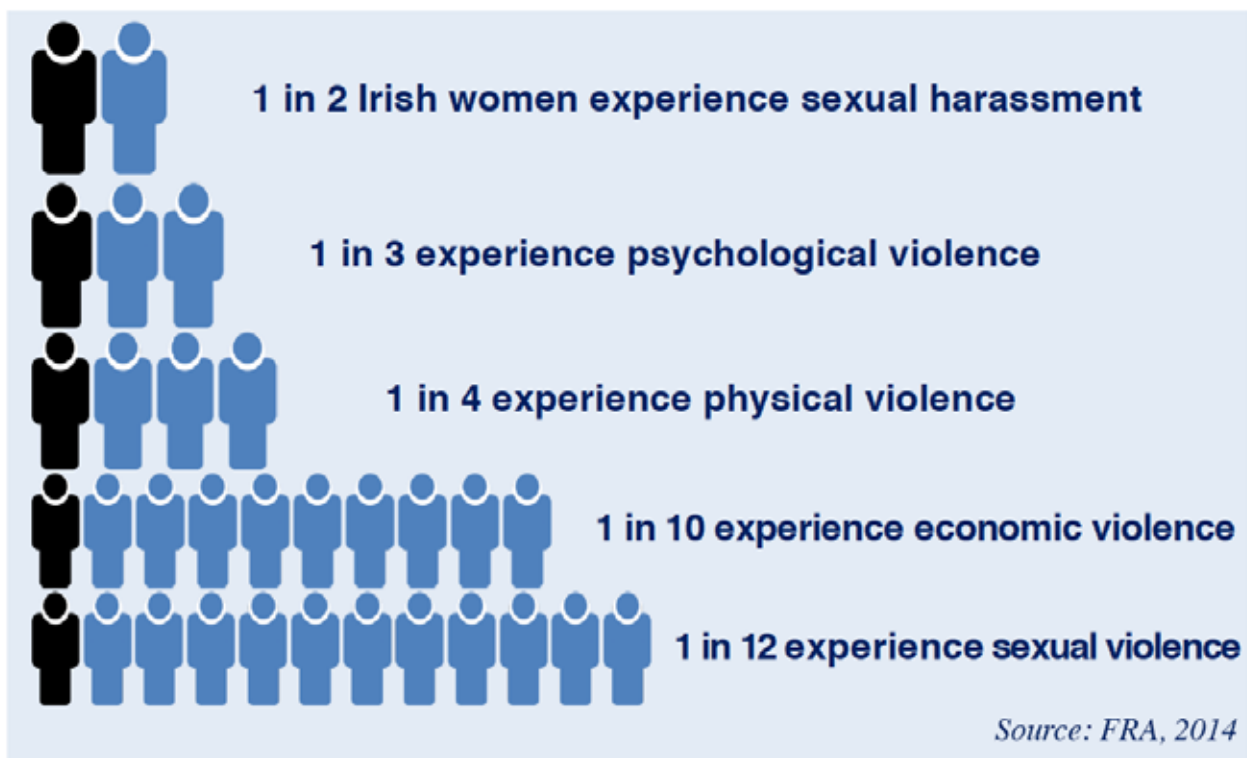 1 in 2 Irish women experience sexual harassment
1 in 3 experience psychological violence
1 in 4 experience physical violence
1 in 10 experience economic violence
1 in 12 experience sexual violence
Source: FRA, 2014